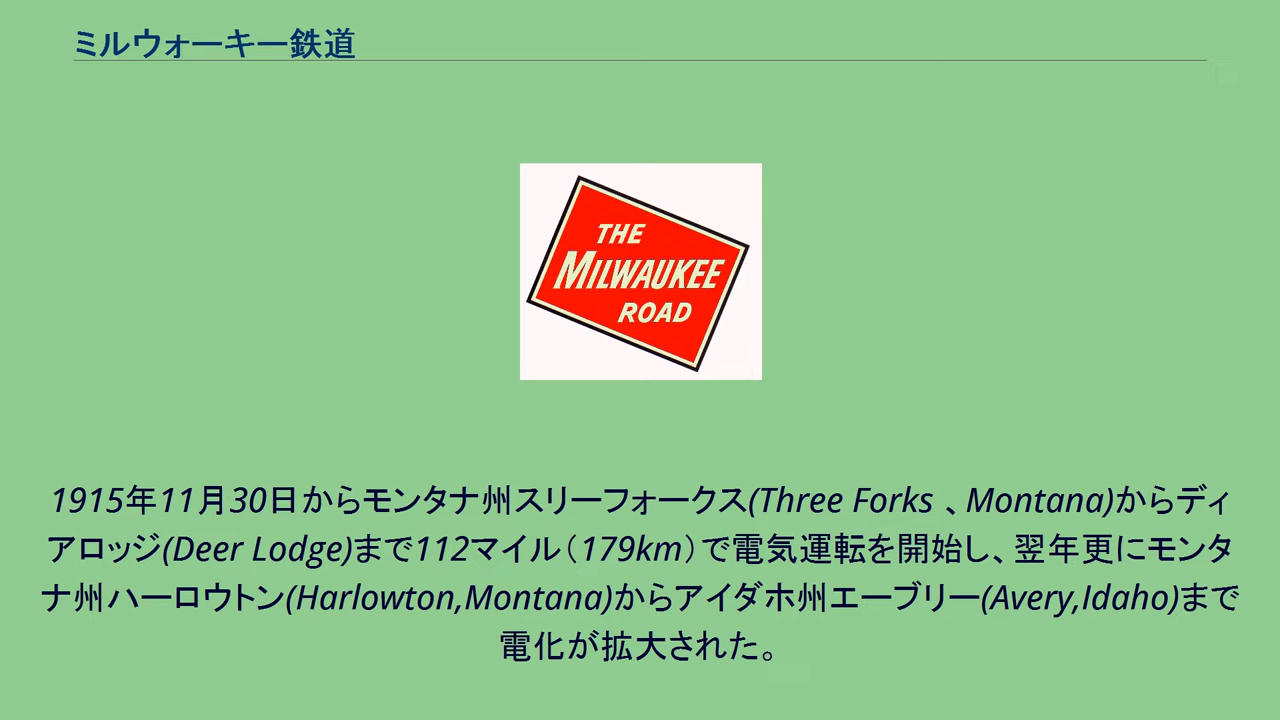 ミルウォーキー鉄道
THE
MILWAUKEE
ROAD
1915年11月30日からモンタナ州スリーフォークス(Three Forks 、Montana)からディ
アロッジ(Deer Lodge)まで112マイル（179km）で電気運転を開始し、翌年更にモンタ
ナ州ハーロウトン(Harlowton,Montana)からアイダホ州エーブリー(Avery,Idaho)まで
電化が拡大された。